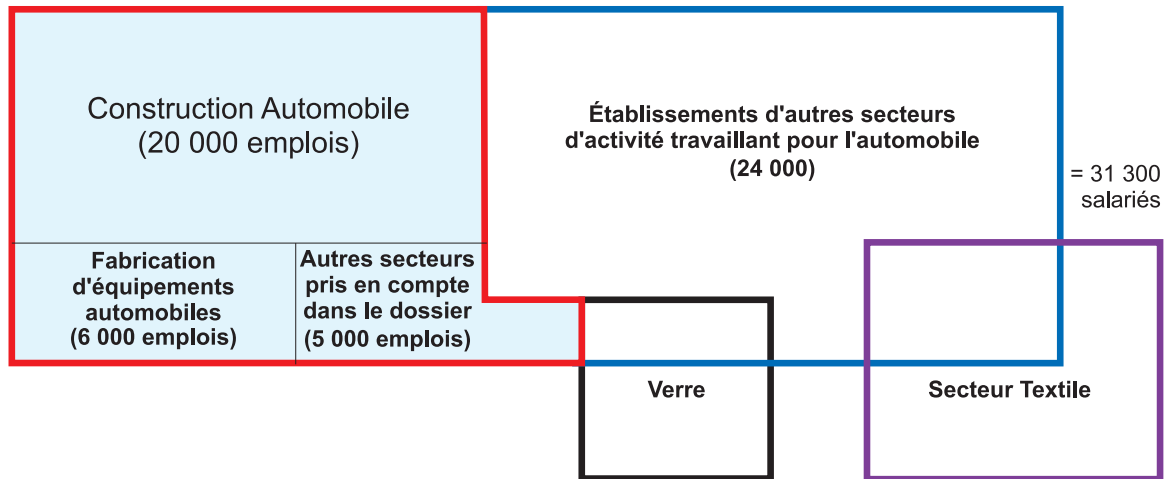 Construction Automobile
(20 000 emplois)
Établissements d'autres secteurs
d'activité travaillant pour l'automobile
(24 000)
= 31 300
salariés
Fabrication
d'équipements
automobiles
(6 000 emplois)
Autres secteurs
pris en compte
dans le dossier
(5 000 emplois)
Verre
Secteur Textile